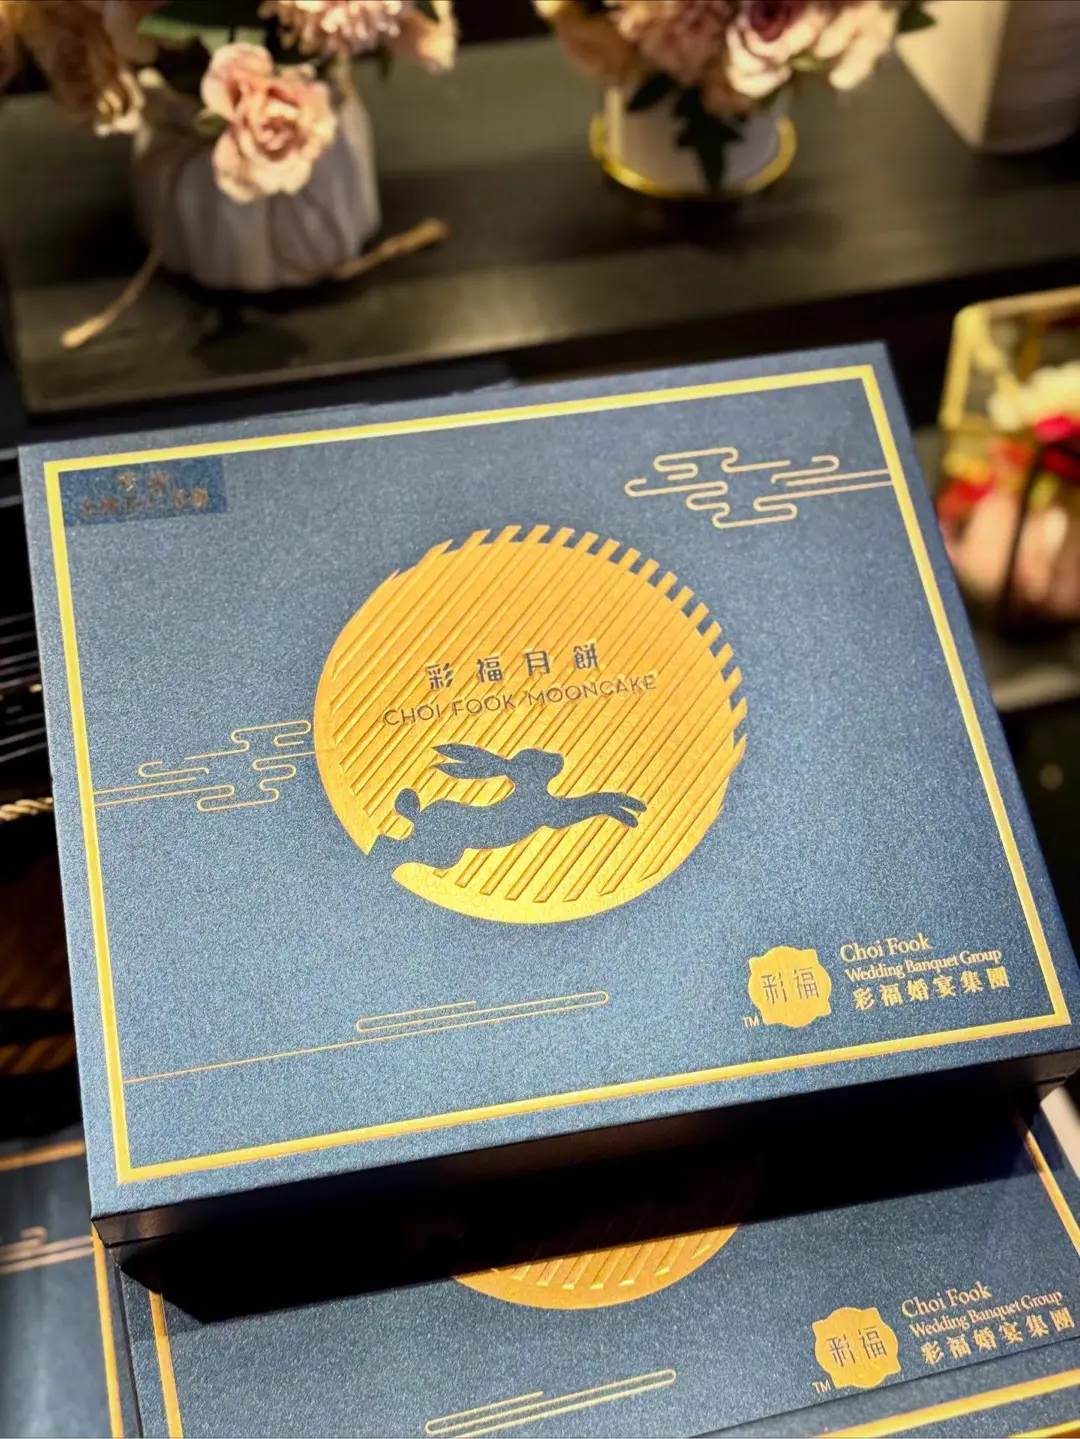 彩福月餅
CHOI FOOK MOONCAKE
彩福
TM
Choi Fook
Wedding Banquet Group
彩福婚宴集團
彩福
TM
Choi Fook
Wedding Banquet Group
彩福婚宴集團